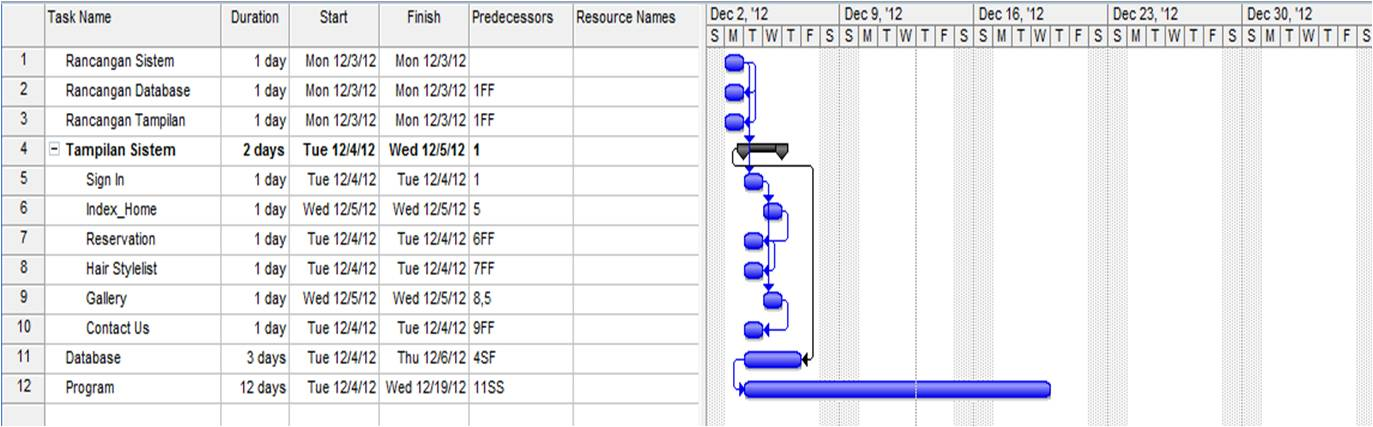 Task Name Duration Start Finish Predecessors Resource Names Dec 2, '12 Dec 9, '12 Dec 16, '12 Dec 23, '12 Dec 30, '12
S M T W T F S S M T W T F S S M T W T F S S M T W T F S S M T W T F S
1 Rancangan Sistem 1 day Mon 12/3/12 Mon 12/3/12
2 Rancangan Database 1 day Mon 12/3/12 Mon 12/3/12 1FF
3 Rancangan Tampilan 1 day Mon 12/3/12 Mon 12/3/12 1FF
4 Tampilan Sistem 2 days Tue 12/4/12 Wed 12/5/12 1
5 Sign In 1 day Tue 12/4/12 Tue 12/4/12 1
6 Index_Home 1 day Wed 12/5/12 Wed 12/5/12 5
7 Reservation 1 day Tue 12/4/12 Tue 12/4/12 6FF
8 Hair Stylelist 1 day Tue 12/4/12 Tue 12/4/12 7FF
9 Gallery 1 day Wed 12/5/12 Wed 12/5/12 8,5
10 Contact Us 1 day Tue 12/4/12 Tue 12/4/12 9FF
11 Database 3 days Tue 12/4/12 Thu 12/6/12 4SF
12 Program 12 days Tue 12/4/12 Wed 12/19/12 11SS